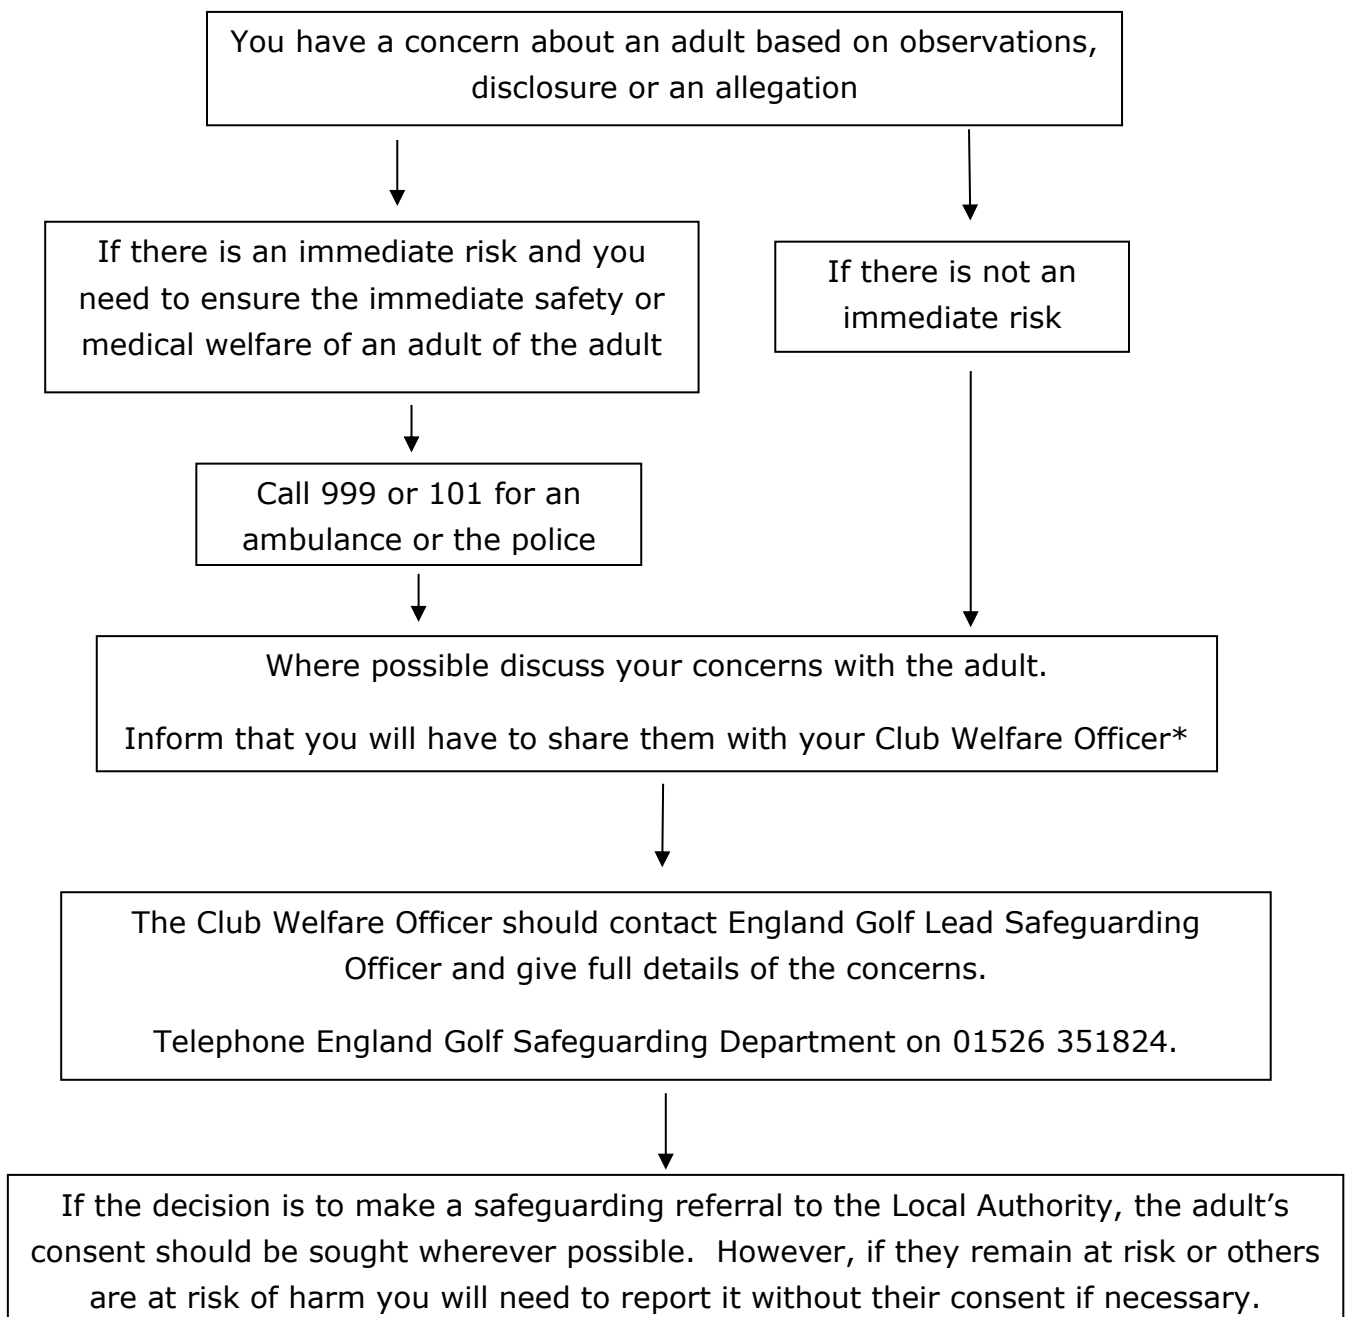 You have a concern about an adult based on observations,
disclosure or an allegation
If there is an immediate risk and you
need to ensure the immediate safety or
medical welfare of an adult of the adult
If there is not an
immediate risk
Call 999 or 101 for an
ambulance or the police
Where possible discuss your concerns with the adult.
Inform that you will have to share them with your Club Welfare Officer*
The Club Welfare Officer should contact England Golf Lead Safeguarding
Officer and give full details of the concerns.
Telephone England Golf Safeguarding Department on 01526 351824.
If the decision is to make a safeguarding referral to the Local Authority, the adult’s
consent should be sought wherever possible.  However, if they remain at risk or others
are at risk of harm you will need to report it without their consent if necessary.